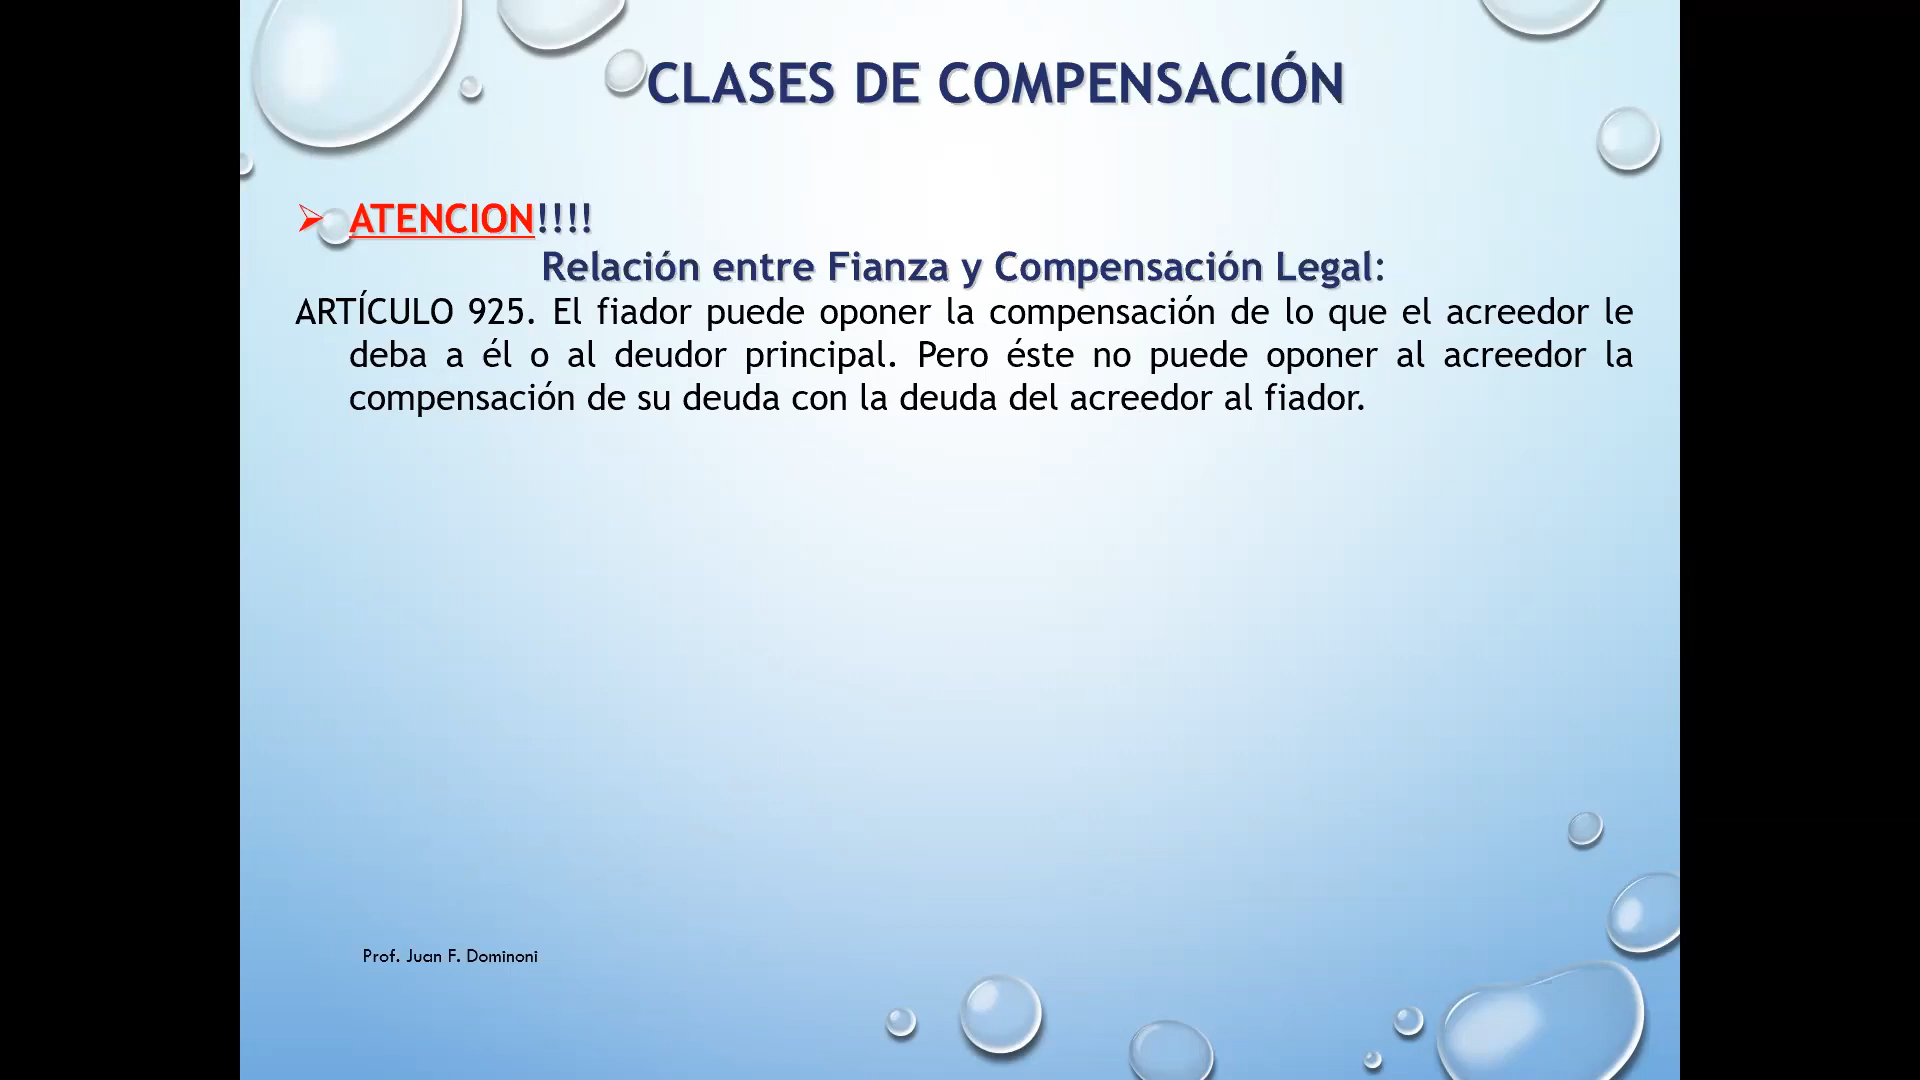 CLASES DE COMPENSACIÓN
ATENCION!!!!
Relación entre Fianza y Compensación Legal:
ARTÍCULO 925. El fiador puede oponer la compensación de lo que el acreedor le
deba a él o al deudor principal. Pero éste no puede oponer al acreedor la
compensación de su deuda con la deuda del acreedor al fiador.
Prof. Juan F. Dominoni